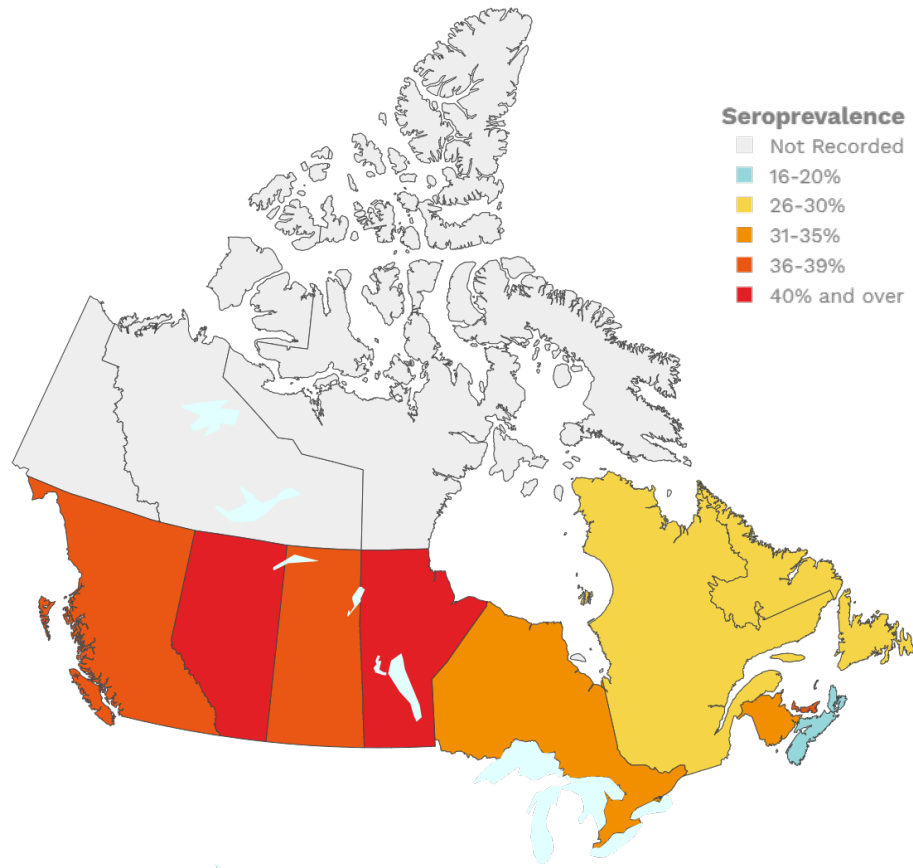 Seroprevalence
Not Recorded
16-20%
26-30%
31-35%
36-39%
40% and over